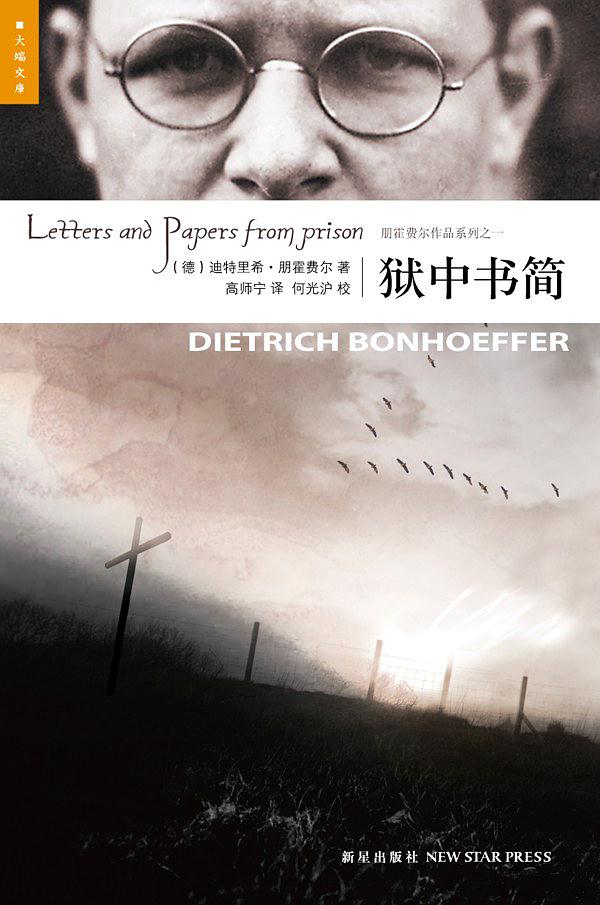 大端文库
Letters and Papers from prison
朋霍费尔作品系列之一
（德）迪特里希·朋霍费尔 著
高师宁 译 何光沪 校
狱中书简
DIETRICH BONHOEFFER
新星出版社 NEW STAR PRESS